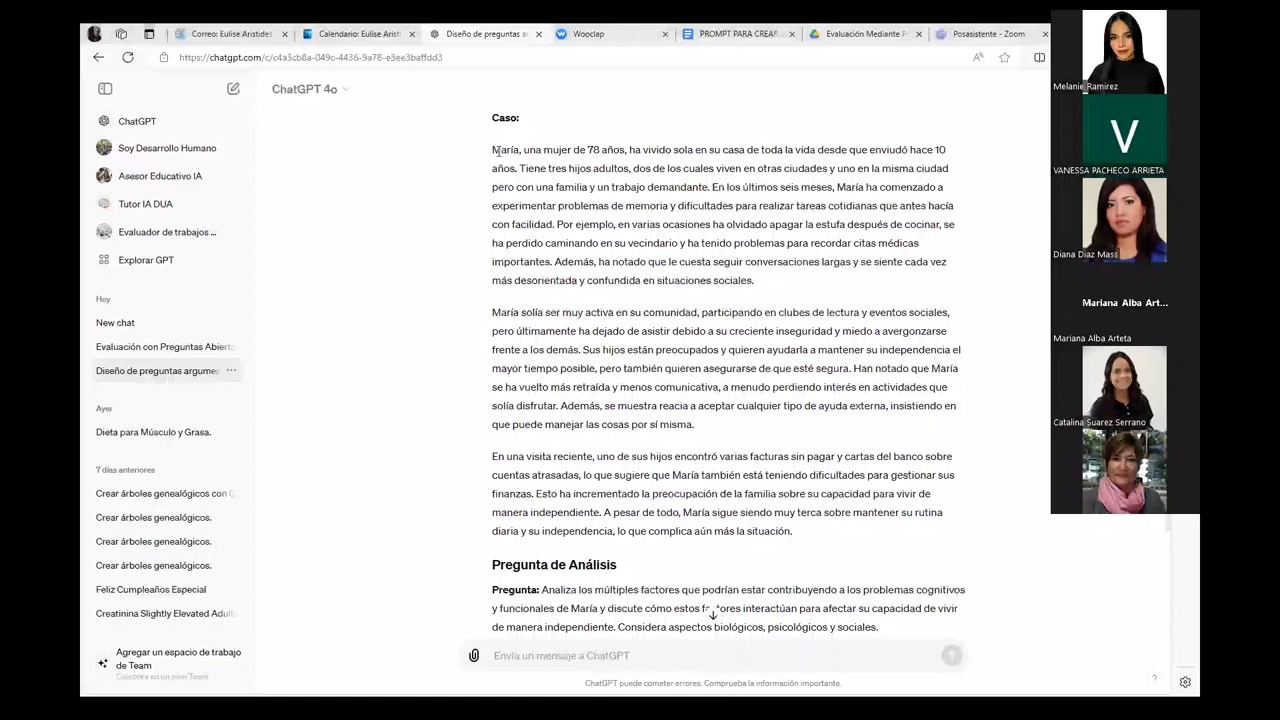 Correo: Eulise Aristides
Calendario: Eulise Aristi
Diseño de preguntas a
Wooclap
PROMPT PARA CREAR
Evaluación Mediante P
Posasistente - Zoom
https://chatgpt.com/c/c4a3cb8a-049c-4436-9a78-e3ee3baffdd3
ChatGPT 4o
ChatGPT
Soy Desarrollo Humano
Asesor Educativo IA
Tutor IA DUA
Evaluador de trabajos ...
Explorar GPT
Hoy
New chat
Evaluación con Preguntas Abiert
Diseño de preguntas argumen
Ayer
Dieta para Músculo y Grasa.
7 días anteriores
Crear árboles genealógicos con G
Crear árboles genealógicos.
Crear árboles genealógicos.
Crear árboles genealógicos.
Feliz Cumpleaños Especial
Creatinina Slightly Elevated Adult
Agregar un espacio de trabajo
de Team
Colabora en un plan Team
Caso:
María, una mujer de 78 años, ha vivido sola en su casa de toda la vida desde que enviudó hace 10
años. Tiene tres hijos adultos, dos de los cuales viven en otras ciudades y uno en la misma ciudad
pero con una familia y un trabajo demandante. En los últimos seis meses, María ha comenzado a
experimentar problemas de memoria y dificultades para realizar tareas cotidianas que antes hacía
con facilidad. Por ejemplo, en varias ocasiones ha olvidado apagar la estufa después de cocinar, se
ha perdido caminando en su vecindario y ha tenido problemas para recordar citas médicas
importantes. Además, ha notado que le cuesta seguir conversaciones largas y se siente cada vez
más desorientada y confundida en situaciones sociales.
María solía ser muy activa en su comunidad, participando en clubes de lectura y eventos sociales,
pero últimamente ha dejado de asistir debido a su creciente inseguridad y miedo a avergonzarse
frente a los demás. Sus hijos están preocupados y quieren ayudarla a mantener su independencia el
mayor tiempo posible, pero también quieren asegurarse de que esté segura. Han notado que María
se ha vuelto más retraída y menos comunicativa, a menudo perdiendo interés en actividades que
solía disfrutar. Además, se muestra reacia a aceptar cualquier tipo de ayuda externa, insistiendo en
que puede manejar las cosas por sí misma.
En una visita reciente, uno de sus hijos encontró varias facturas sin pagar y cartas del banco sobre
cuentas atrasadas, lo que sugiere que María también está teniendo dificultades para gestionar sus
finanzas. Esto ha incrementado la preocupación de la familia sobre su capacidad para vivir de
manera independiente. A pesar de todo, María sigue siendo muy terca sobre mantener su rutina
diaria y su independencia, lo que complica aún más la situación.
Pregunta de Análisis
Pregunta: Analiza los múltiples factores que podrían estar contribuyendo a los problemas cognitivos
y funcionales de María y discute cómo estos factores interactúan para afectar su capacidad de vivir
de manera independiente. Considera aspectos biológicos, psicológicos y sociales.
Envía un mensaje a ChatGPT
ChatGPT puede cometer errores. Comprueba la información importante.
?
Melanie Ramirez
V
VANESSA PACHECO ARRIETA
Diana Diaz Mass
Mariana Alba Art...
Mariana Alba Arteta
Catalina Suarez Serrano